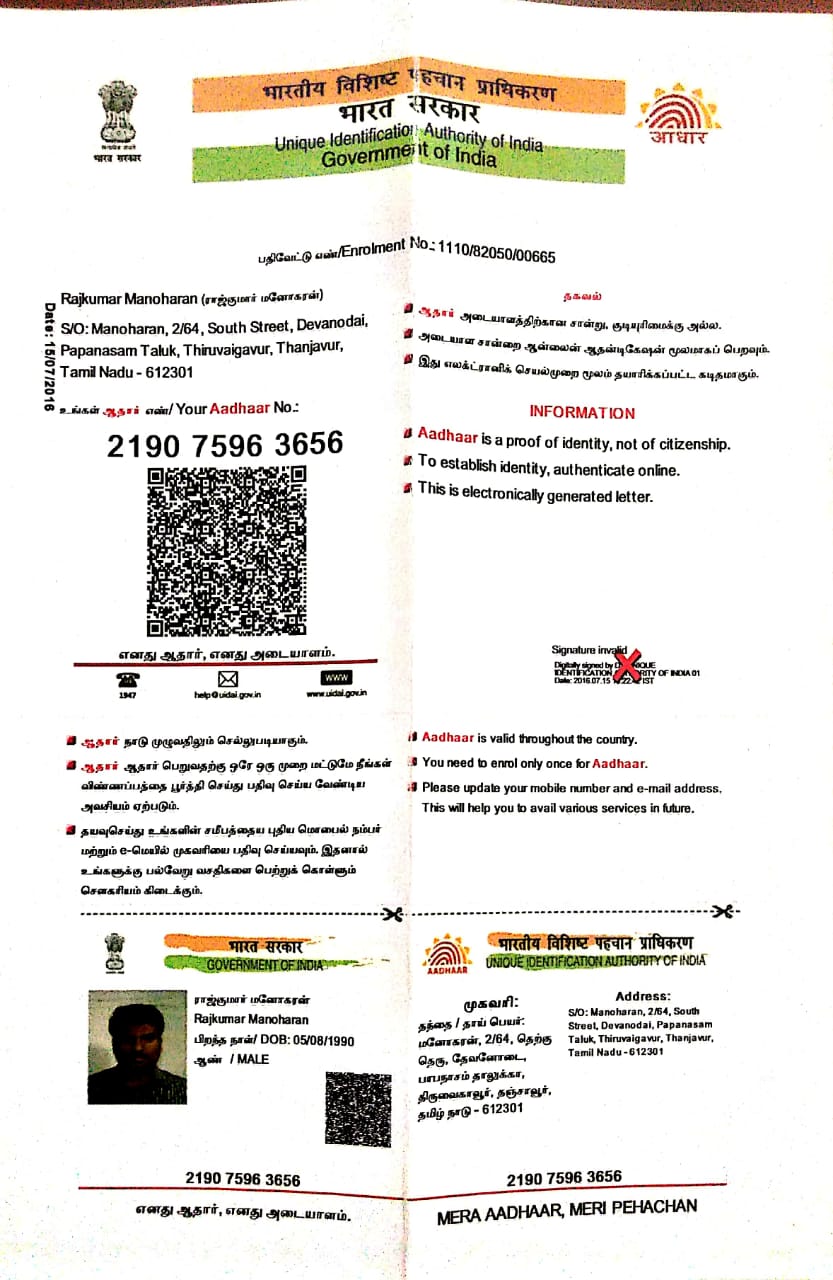 भारतीय विशिष्ट पहचान प्राधिकरण
भारत सरकार
Unique Identification Authority of India
Government of India
भारत सरकार
आधार
பதிவேட்டு எண்/Enrolment No.: 1110/82050/00665
Date: 15/07/2016
Rajkumar Manoharan (ராஜ்குமார் மனோகரன்)
S/O: Manoharan, 2/64, South Street, Devanodai,
Papanasam Taluk, Thiruvaigavur, Thanjavur,
Tamil Nadu - 612301
உங்கள் ஆதார் எண்/ Your Aadhaar No.:
2190 7596 3656
எனது ஆதார், எனது அடையாளம்.
1947
help@uidai.gov.in
WWW
www.uidai.gov.in
தகவல்
ஆதார் அடையாளத்திற்கான சான்று, குடியுரிமைக்கு அல்ல.
அடையாள சான்றை ஆன்லைன் ஆதன்டிகேஷன் மூலமாகப் பெறவும்.
இது எலக்ட்ரானிக் செயல்முறை மூலம் தயாரிக்கப்பட்ட கடிதமாகும்.
INFORMATION
Aadhaar is a proof of identity, not of citizenship.
To establish identity, authenticate online.
This is electronically generated letter.
Signature invalid
Digitally signed by
IDENTIFICATION OF INDIA 01
Date: 2016.07.15 IST
ஆதார் நாடு முழுவதிலும் செல்லுபடியாகும்.
ஆதார் ஆதார் பெறுவதற்கு ஒரே ஒரு முறை மட்டுமே நீங்கள்
விண்ணப்பத்தை பூர்த்தி செய்து பதிவு செய்ய வேண்டிய
அவசியம் ஏற்படும்.
தயவுசெய்து உங்களின் சமீபத்தைய புதிய மொபைல் நம்பர்
மற்றும் e-மெயில் முகவரியை பதிவு செய்யவும். இதனால்
உங்களுக்கு பல்வேறு வசதிகளை பெற்றுக் கொள்ளும்
சௌகரியம் கிடைக்கும்.
Aadhaar is valid throughout the country.
You need to enrol only once for Aadhaar.
Please update your mobile number and e-mail address.
This will help you to avail various services in future.
भारत सरकार
GOVERNMENT OF INDIA
ராஜ்குமார் மனோகரன்
Rajkumar Manoharan
பிறந்த நாள்/ DOB: 05/08/1990
ஆண் / MALE
2190 7596 3656
எனது ஆதார், எனது அடையாளம்.
AADHAAR
भारतीय विशिष्ट पहचान प्राधिकरण
UNIQUE IDENTIFICATION AUTHORITY OF INDIA
முகவரி:
தந்தை / தாய் பெயர்:
மனோகரன், 2/64, தெற்கு
தெரு, தேவனோடை,
பாபநாசம் தாலுக்கா,
திருவைகாவூர், தஞ்சாவூர்,
தமிழ் நாடு - 612301
Address:
S/O: Manoharan, 2/64, South
Street, Devanodai, Papanasam
Taluk, Thiruvaigavur, Thanjavur,
Tamil Nadu - 612301
2190 7596 3656
MERA AADHAAR, MERI PEHACHAN